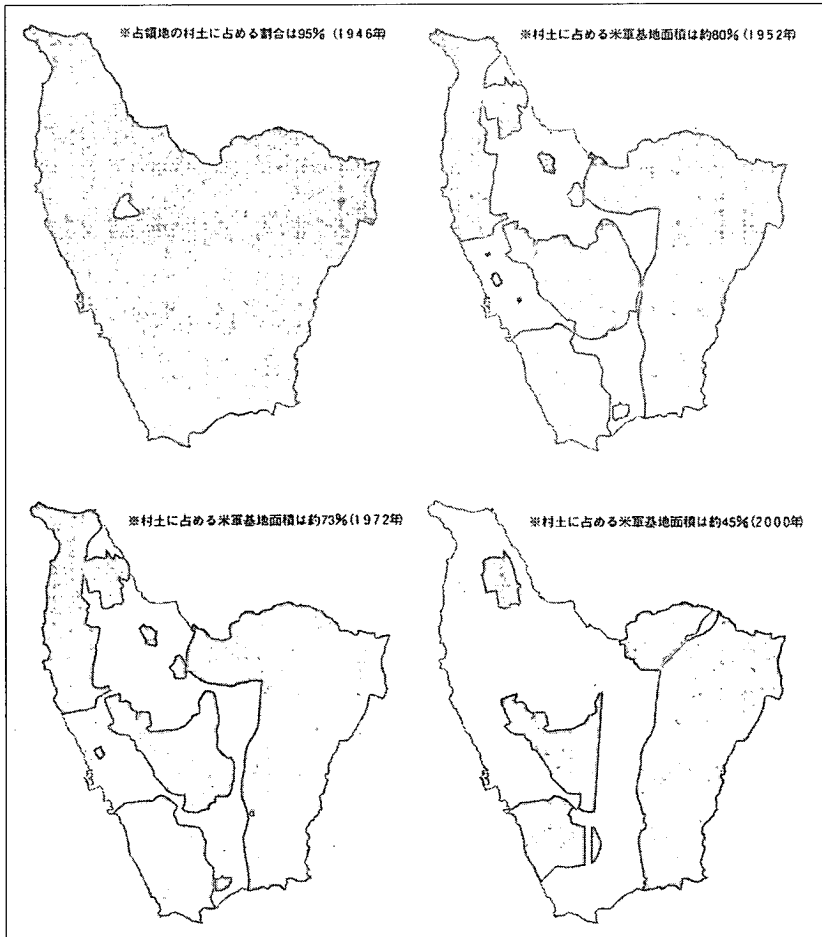 ※占領地の村土に占める割合は95% (1946年)
※村土に占める米軍基地面積は約80% (1952年)
※村土に占める米軍基地面積は約73% (1972年)
※村土に占める米軍基地面積は約45% (2000年)